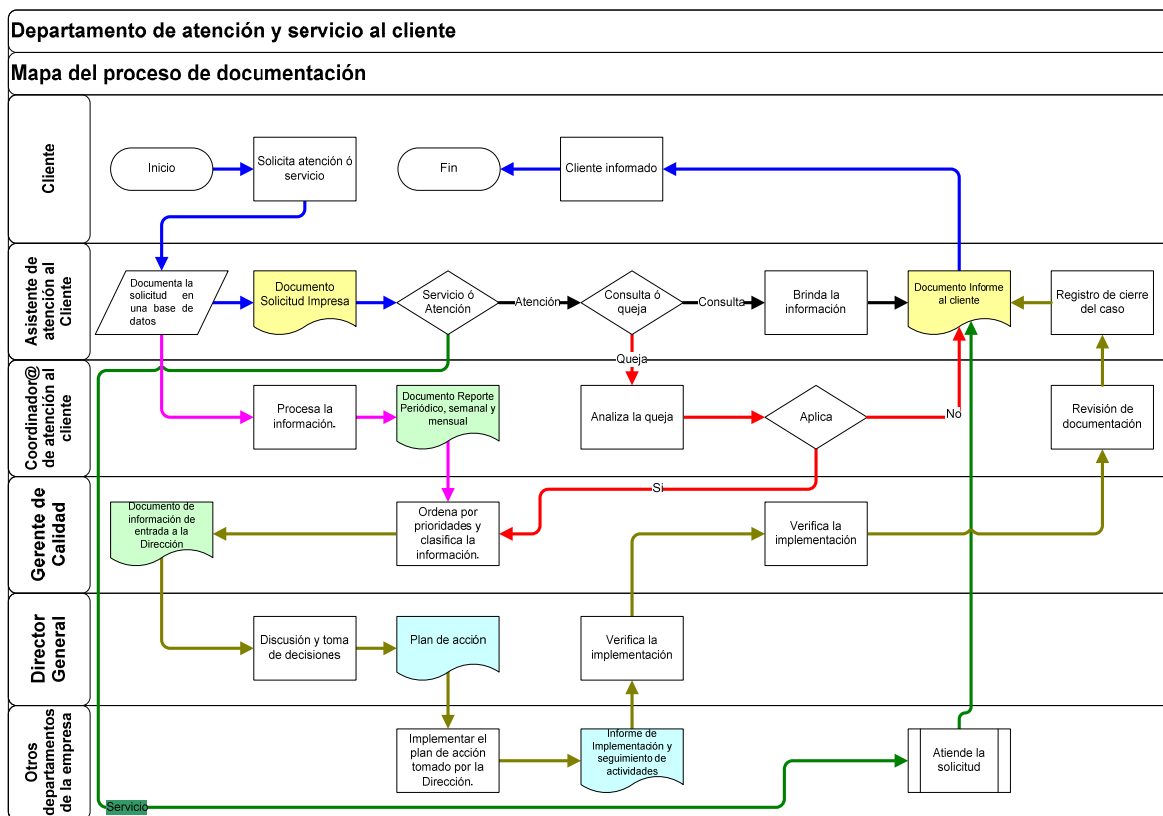 Departamento de atención y servicio al cliente
Mapa del proceso de documentación
Cliente
Inicio
Solicita atención ó
servicio
Fin
Cliente informado
Asistente de
atención al
Cliente
Documenta la
solicitud en
una base de
datos
Documento
Solicitud Impresa
Servicio ó
Atención
Atención
Consulta ó
queja
Consulta
Brinda la
información
Documento Informe
al cliente
Registro de cierre
del caso
Queja
Coordinador@
de atención al
cliente
Procesa la
información.
Documento Reporte
Periódico, semanal y
mensual
Analiza la queja
Aplica
No
Revisión de
documentación
Si
Gerente de
Calidad
Documento de
información de
entrada a la
Dirección
Ordena por
prioridades y
clasifica la
información.
Verifica la
implementación
Director
General
Discusión y toma
de decisiones
Plan de acción
Verifica la
implementación
Otros
departamentos
de la empresa
Implementar el
plan de acción
tomado por la
Dirección.
Informe de
Implementación y
seguimiento de
actividades
Atiende la
solicitud
Servicio